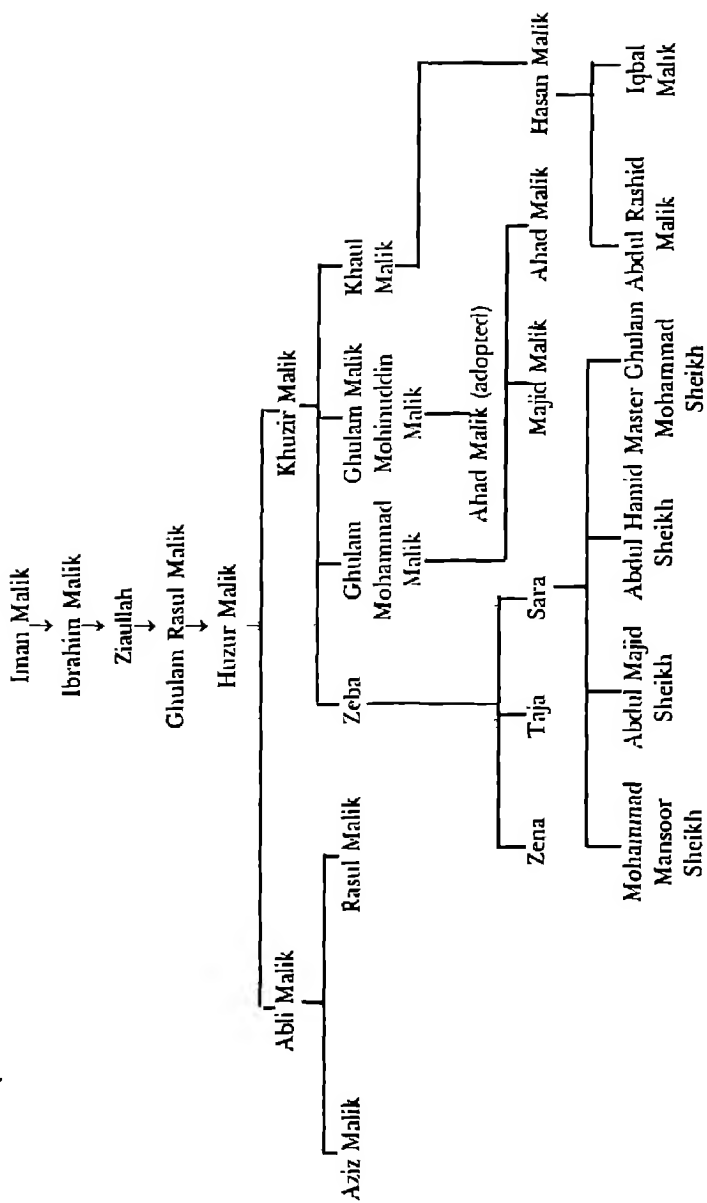 Iman Malik
Ibrahim Malik
Ziaullah
Ghulam Rasul Malik
Huzur Malik
Abli Malik
Khuzir Malik
Aziz Malik
Rasul Malik
Zeba
Ghulam
Mohammad
Malik
Ghulam Malik
Mohinuddin
Malik
Khaul
Malik
Ahad Malik (adopted)
Zena
Taja
Sara
Majid Malik
Ahad Malik
Hasan Malik
Mohammad
Mansoor
Sheikh
Abdul Majid
Sheikh
Abdul Hamid
Sheikh
Master Ghulam
Mohammad
Sheikh
Abdul Rashid
Malik
Iqbal
Malik